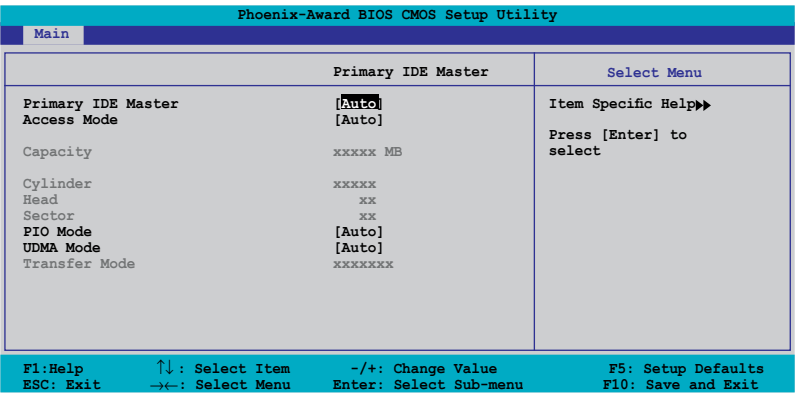 Phoenix-Award BIOS CMOS Setup Utility
Main
Primary IDE Master Select Menu
Primary IDE Master [Auto] Item Specific Help▶▶
Access Mode [Auto]
Press [Enter] to
Capacity xxxxx MB select
Cylinder xxxxx
Head xx
Sector xx
PIO Mode [Auto]
UDMA Mode [Auto]
Transfer Mode xxxxxxx
F1:Help ↑↓ : Select Item -/+: Change Value F5: Setup Defaults
ESC: Exit →←: Select Menu Enter: Select Sub-menu F10: Save and Exit